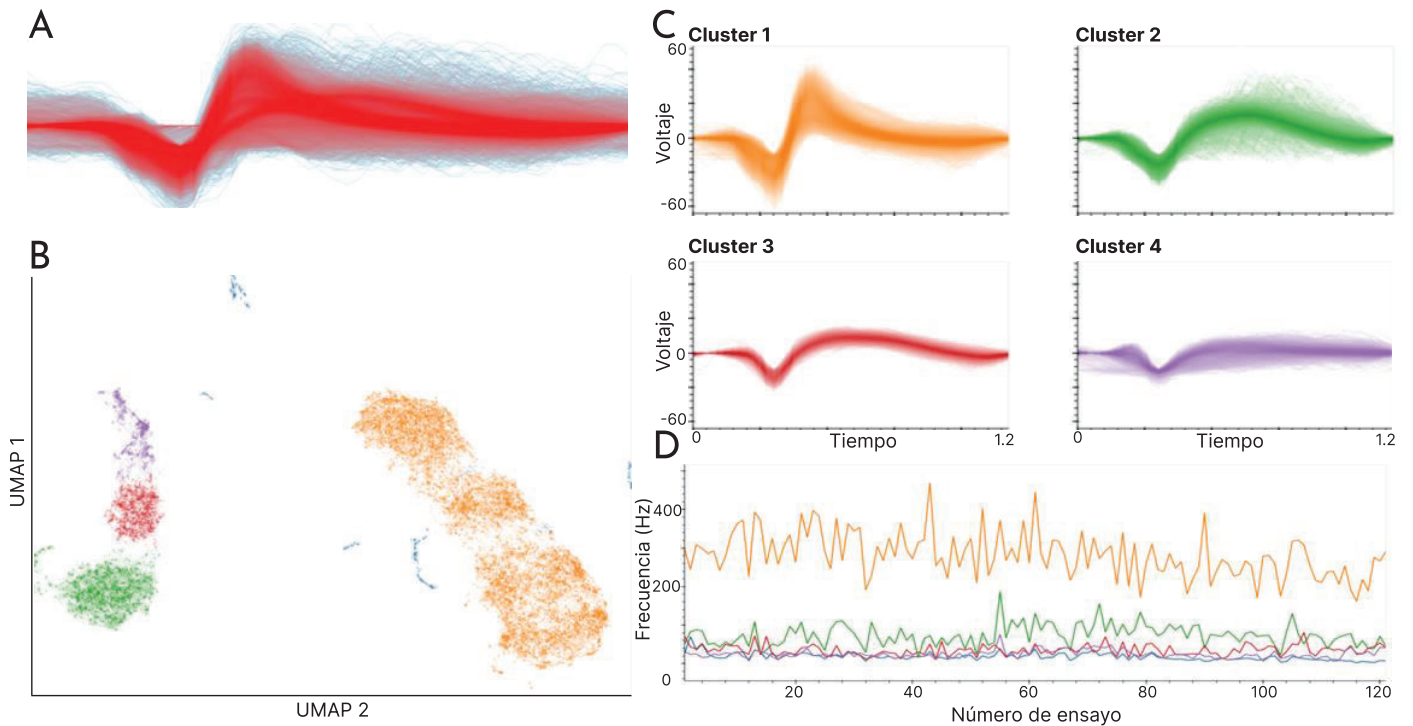 A
B
UMAP 1
UMAP 2
C
Cluster 1
60
Voltaje
0
-60
Cluster 2
Cluster 3
60
Voltaje
0
-60
0
Tiempo
1.2
Cluster 4
0
Tiempo
1.2
D
Frecuencia (Hz)
400
200
0
20
40
60
80
100
120
Número de ensayo